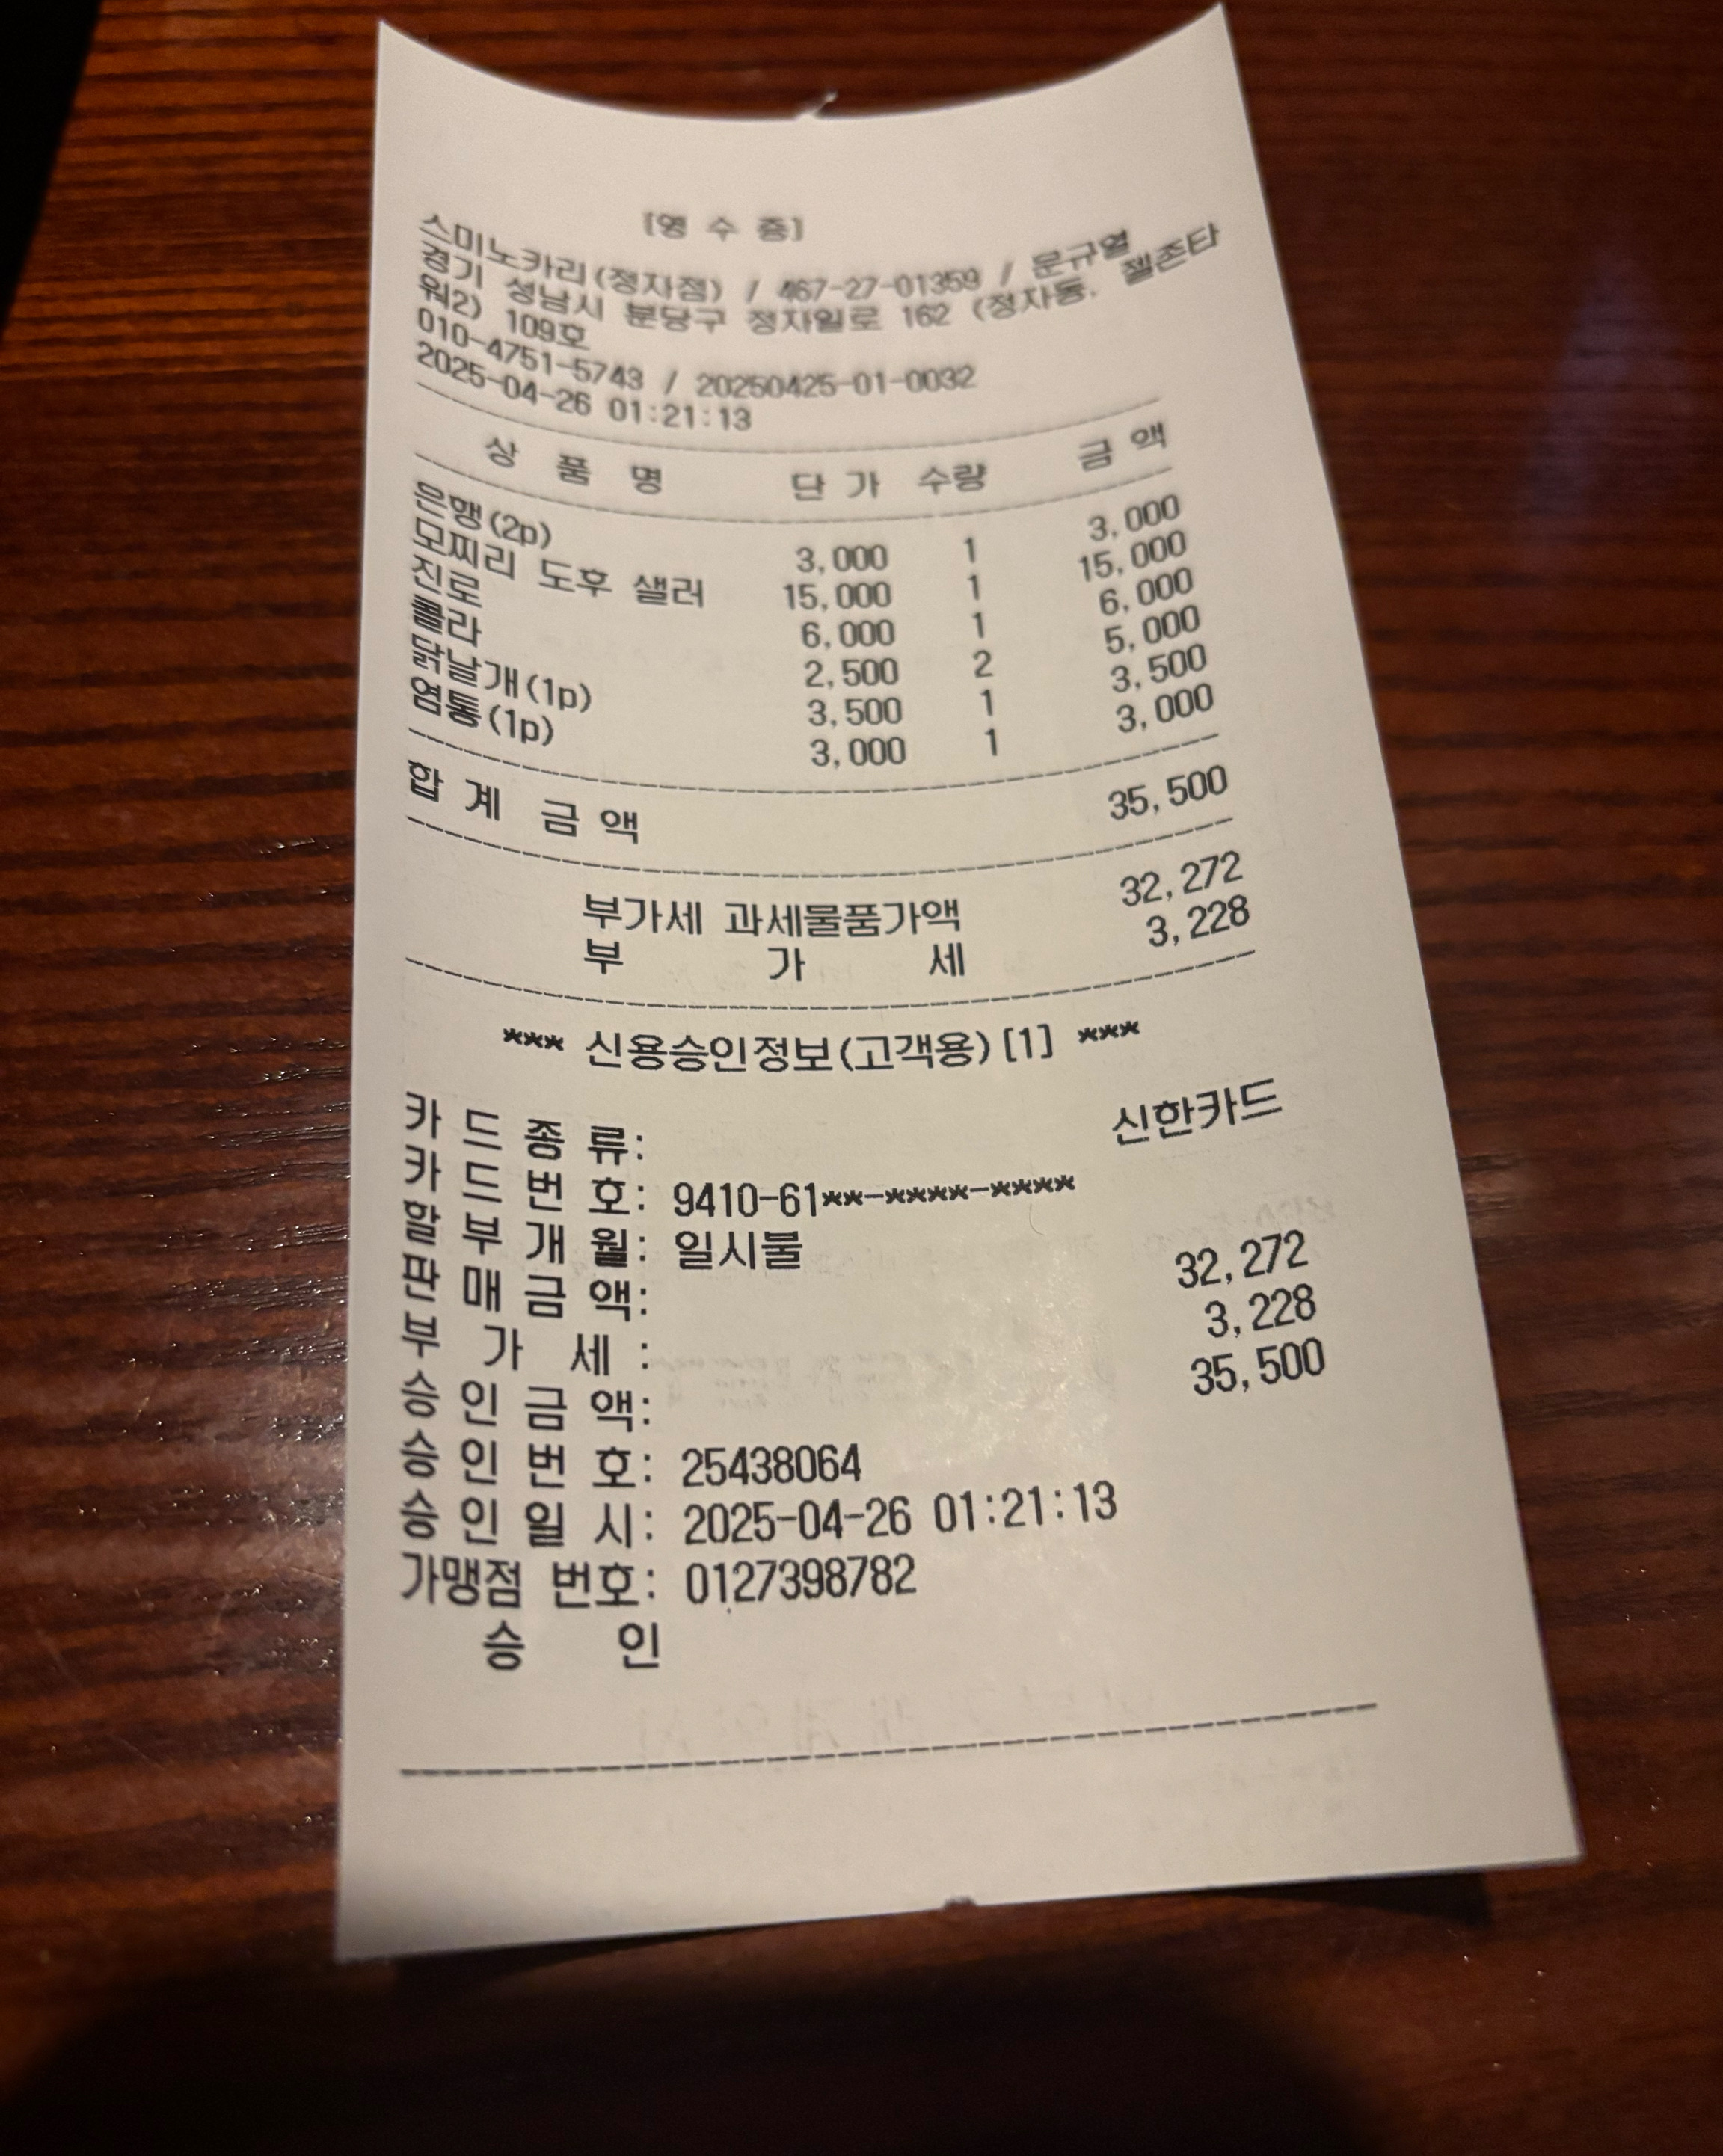 [영 수 증]
스미노카리(정자점) / 467-27-01359 / 문규열
경기 성남시 분당구 정자일로 162 (정자동, 젤존타
워2) 109호
010-4751-5743 / 20250425-01-0032
2025-04-26 01:21:13
상 품 명 단 가 수량 금 액
은행(2p) 3,000 1 3,000
모찌리 도후 샐러 15,000 1 15,000
진로 6,000 1 6,000
콜라 2,500 2 5,000
닭날개(1p) 3,500 1 3,500
염통(1p) 3,000 1 3,000
합 계 금 액 35,500
부가세 과세물품가액 32,272
부 가 세 3,228
*** 신용승인정보(고객용)[1] ***
카 드 종 류: 신한카드
카 드 번 호: 9410-61**-****-****
할 부 개 월: 일시불
판 매 금 액: 32,272
부 가 세 : 3,228
승 인 금 액: 35,500
승 인 번 호: 25438064
승 인 일 시: 2025-04-26 01:21:13
가맹점 번호: 0127398782
승 인